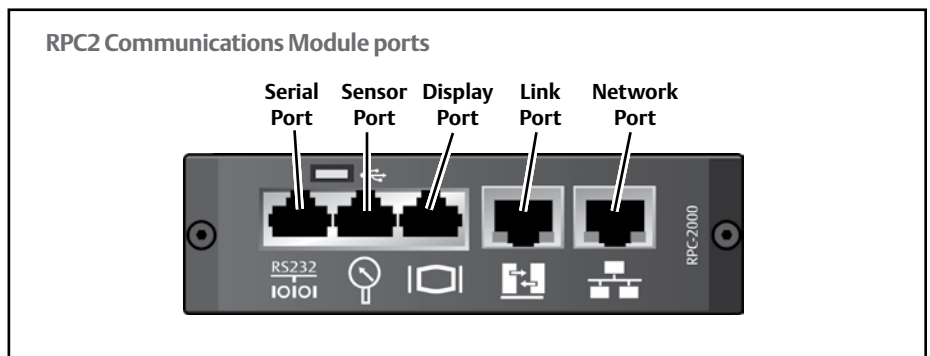 RPC2 Communications Module ports
Serial Port
Sensor Port
Display Port
Link Port
Network Port
RPC-2000
RS232
IOIOI